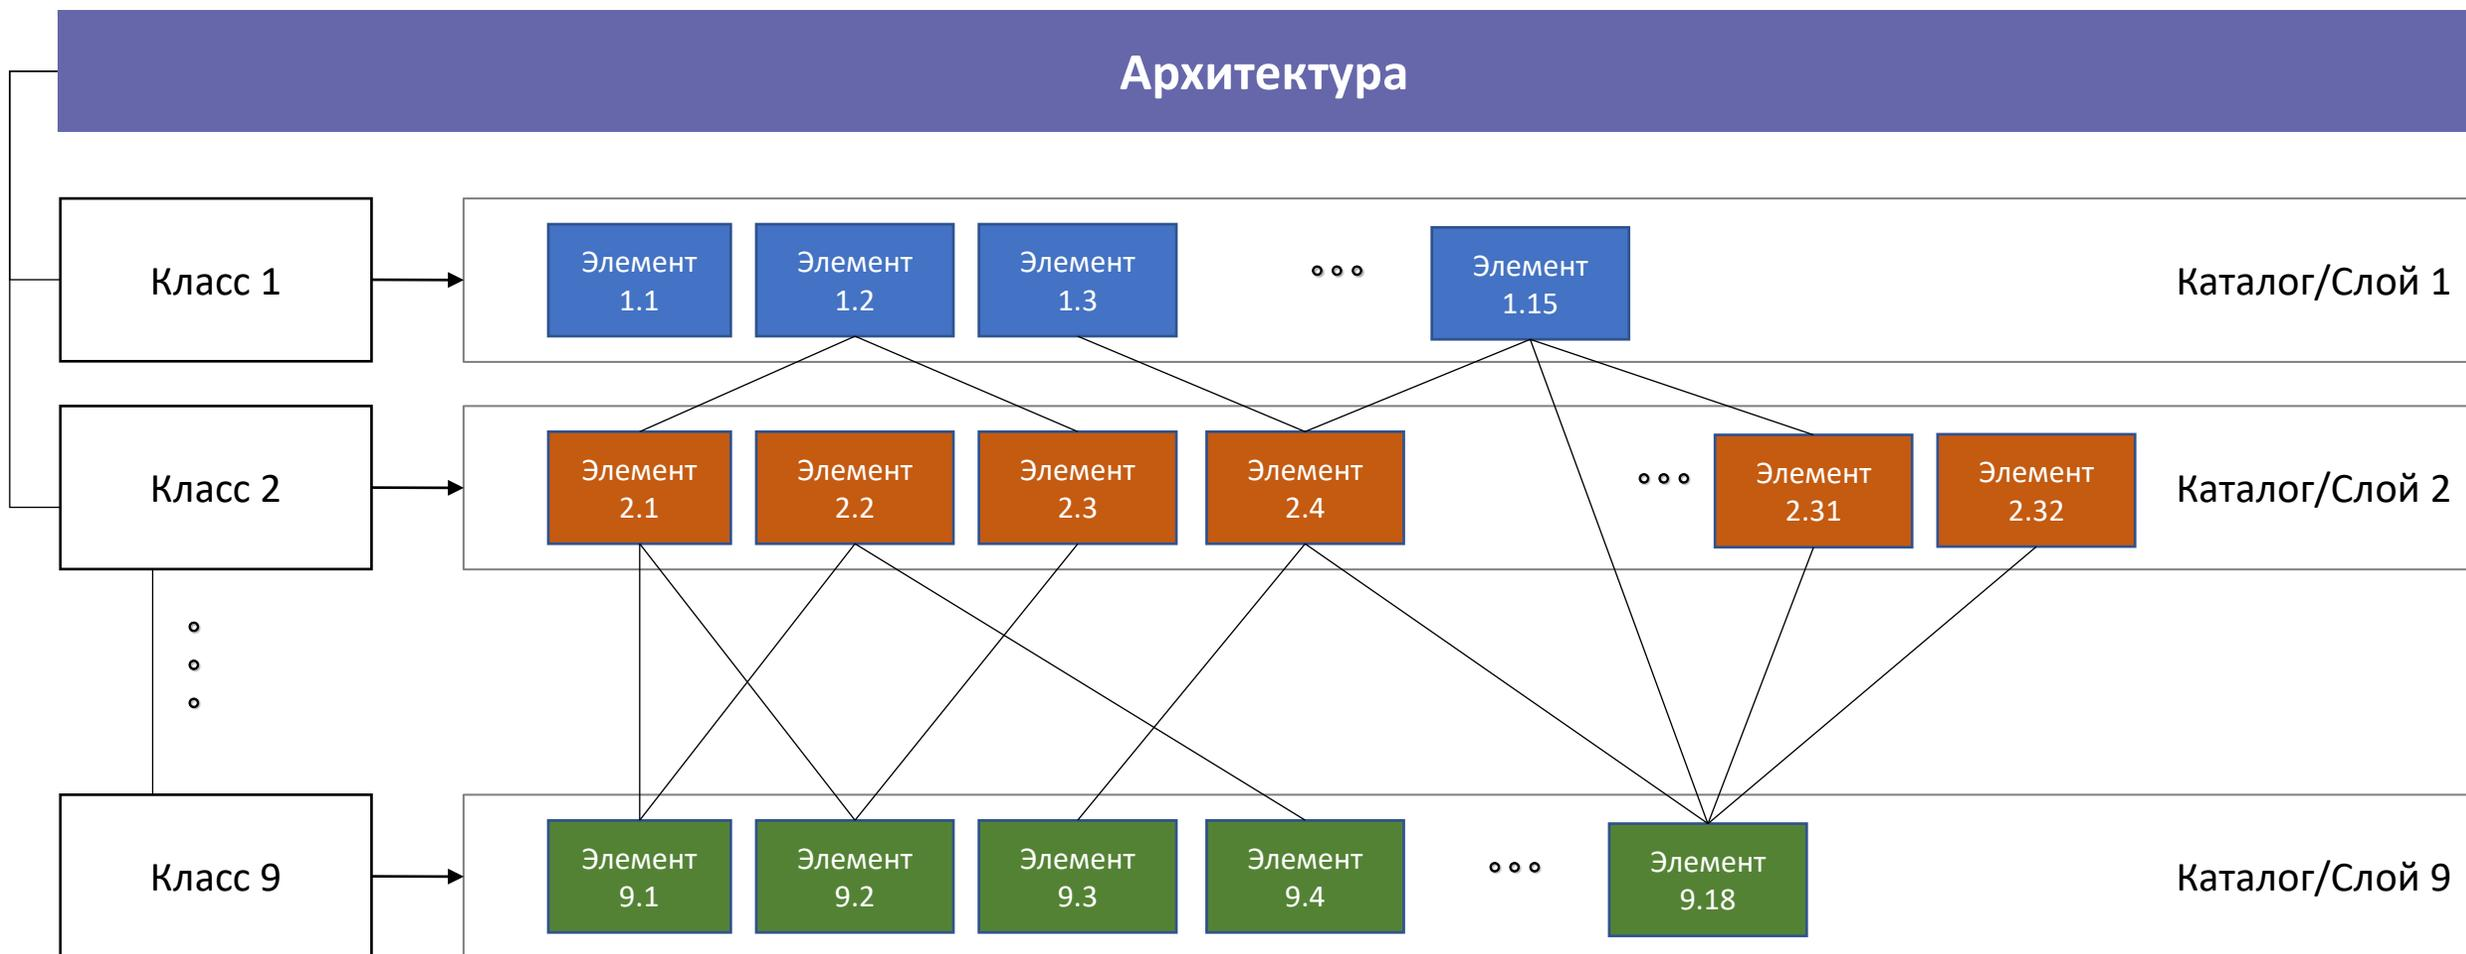 Архитектура
Класс 1
Элемент
1.1
Элемент
1.2
Элемент
1.3
Элемент
1.15
Каталог/Слой 1
Класс 2
Элемент
2.1
Элемент
2.2
Элемент
2.3
Элемент
2.4
Элемент
2.31
Элемент
2.32
Каталог/Слой 2
Класс 9
Элемент
9.1
Элемент
9.2
Элемент
9.3
Элемент
9.4
Элемент
9.18
Каталог/Слой 9